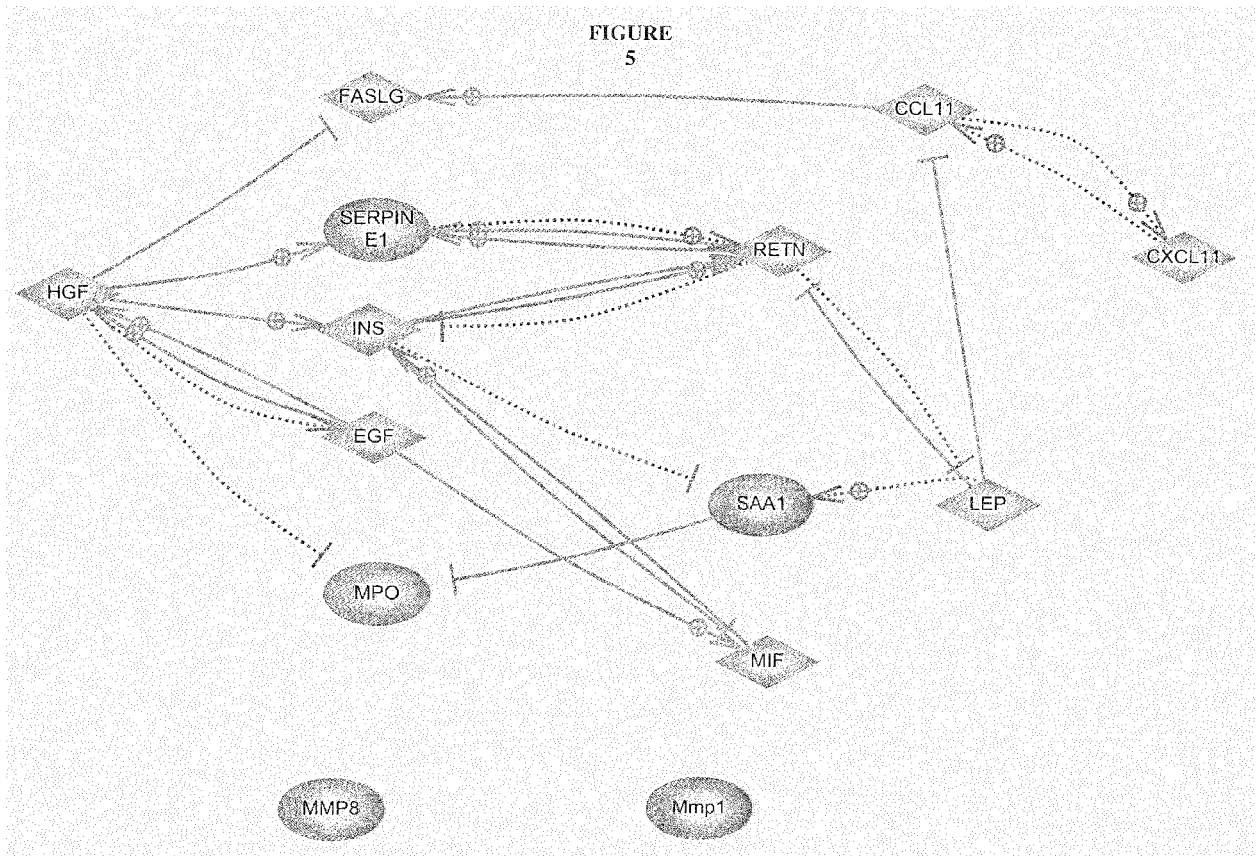 FIGURE
5
FASLG
CCL11
SERPIN
E1
RETN
CXCL11
HGF
INS
EGF
SAA1
LEP
MPO
MIF
MMP8
Mmp1